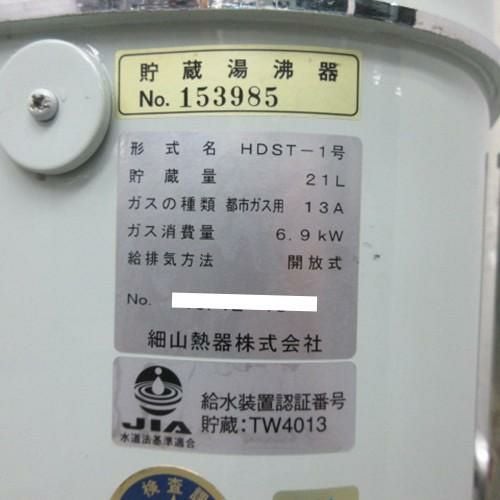 貯蔵湯沸器
No. 153985
形式名 HDST-1号
貯蔵量 21L
ガスの種類 都市ガス用 13A
ガス消費量 6.9kW
給排気方法 開放式
No.
細山熱器株式会社
JIA
水道法基準適合
給水装置認証番号
貯蔵:TW4013
検査